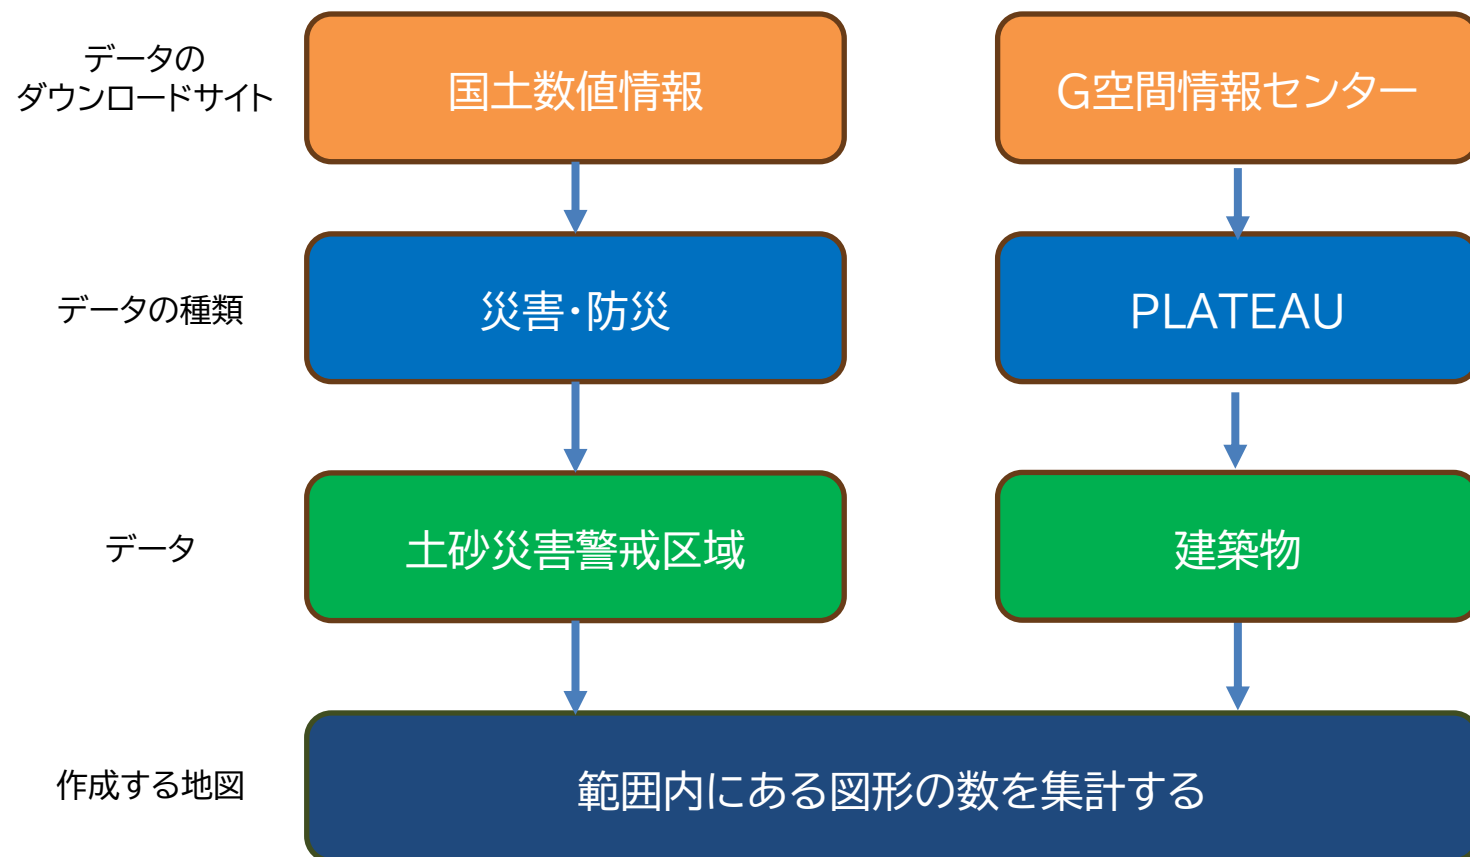 データの
ダウンロードサイト
国土数値情報
G空間情報センター
データの種類
災害・防災
PLATEAU
データ
土砂災害警戒区域
建築物
作成する地図
範囲内にある図形の数を集計する